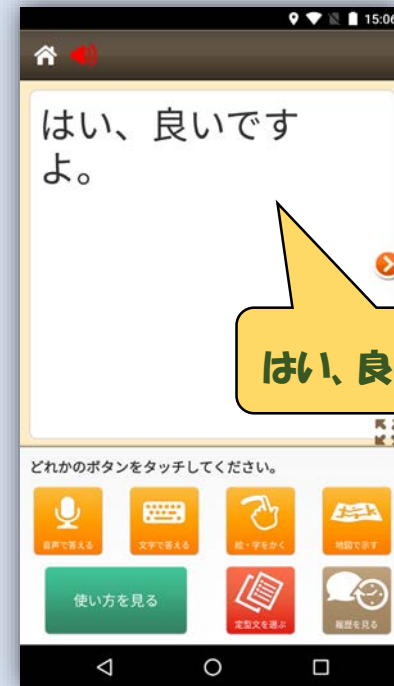 15:06
はい、良いです
よ。
はい、良
どれかのボタンをタッチしてください。
音声で答える
文字で答える
絵・字をかく
地図で示す
使い方を見る
定型文を選ぶ
履歴を見る